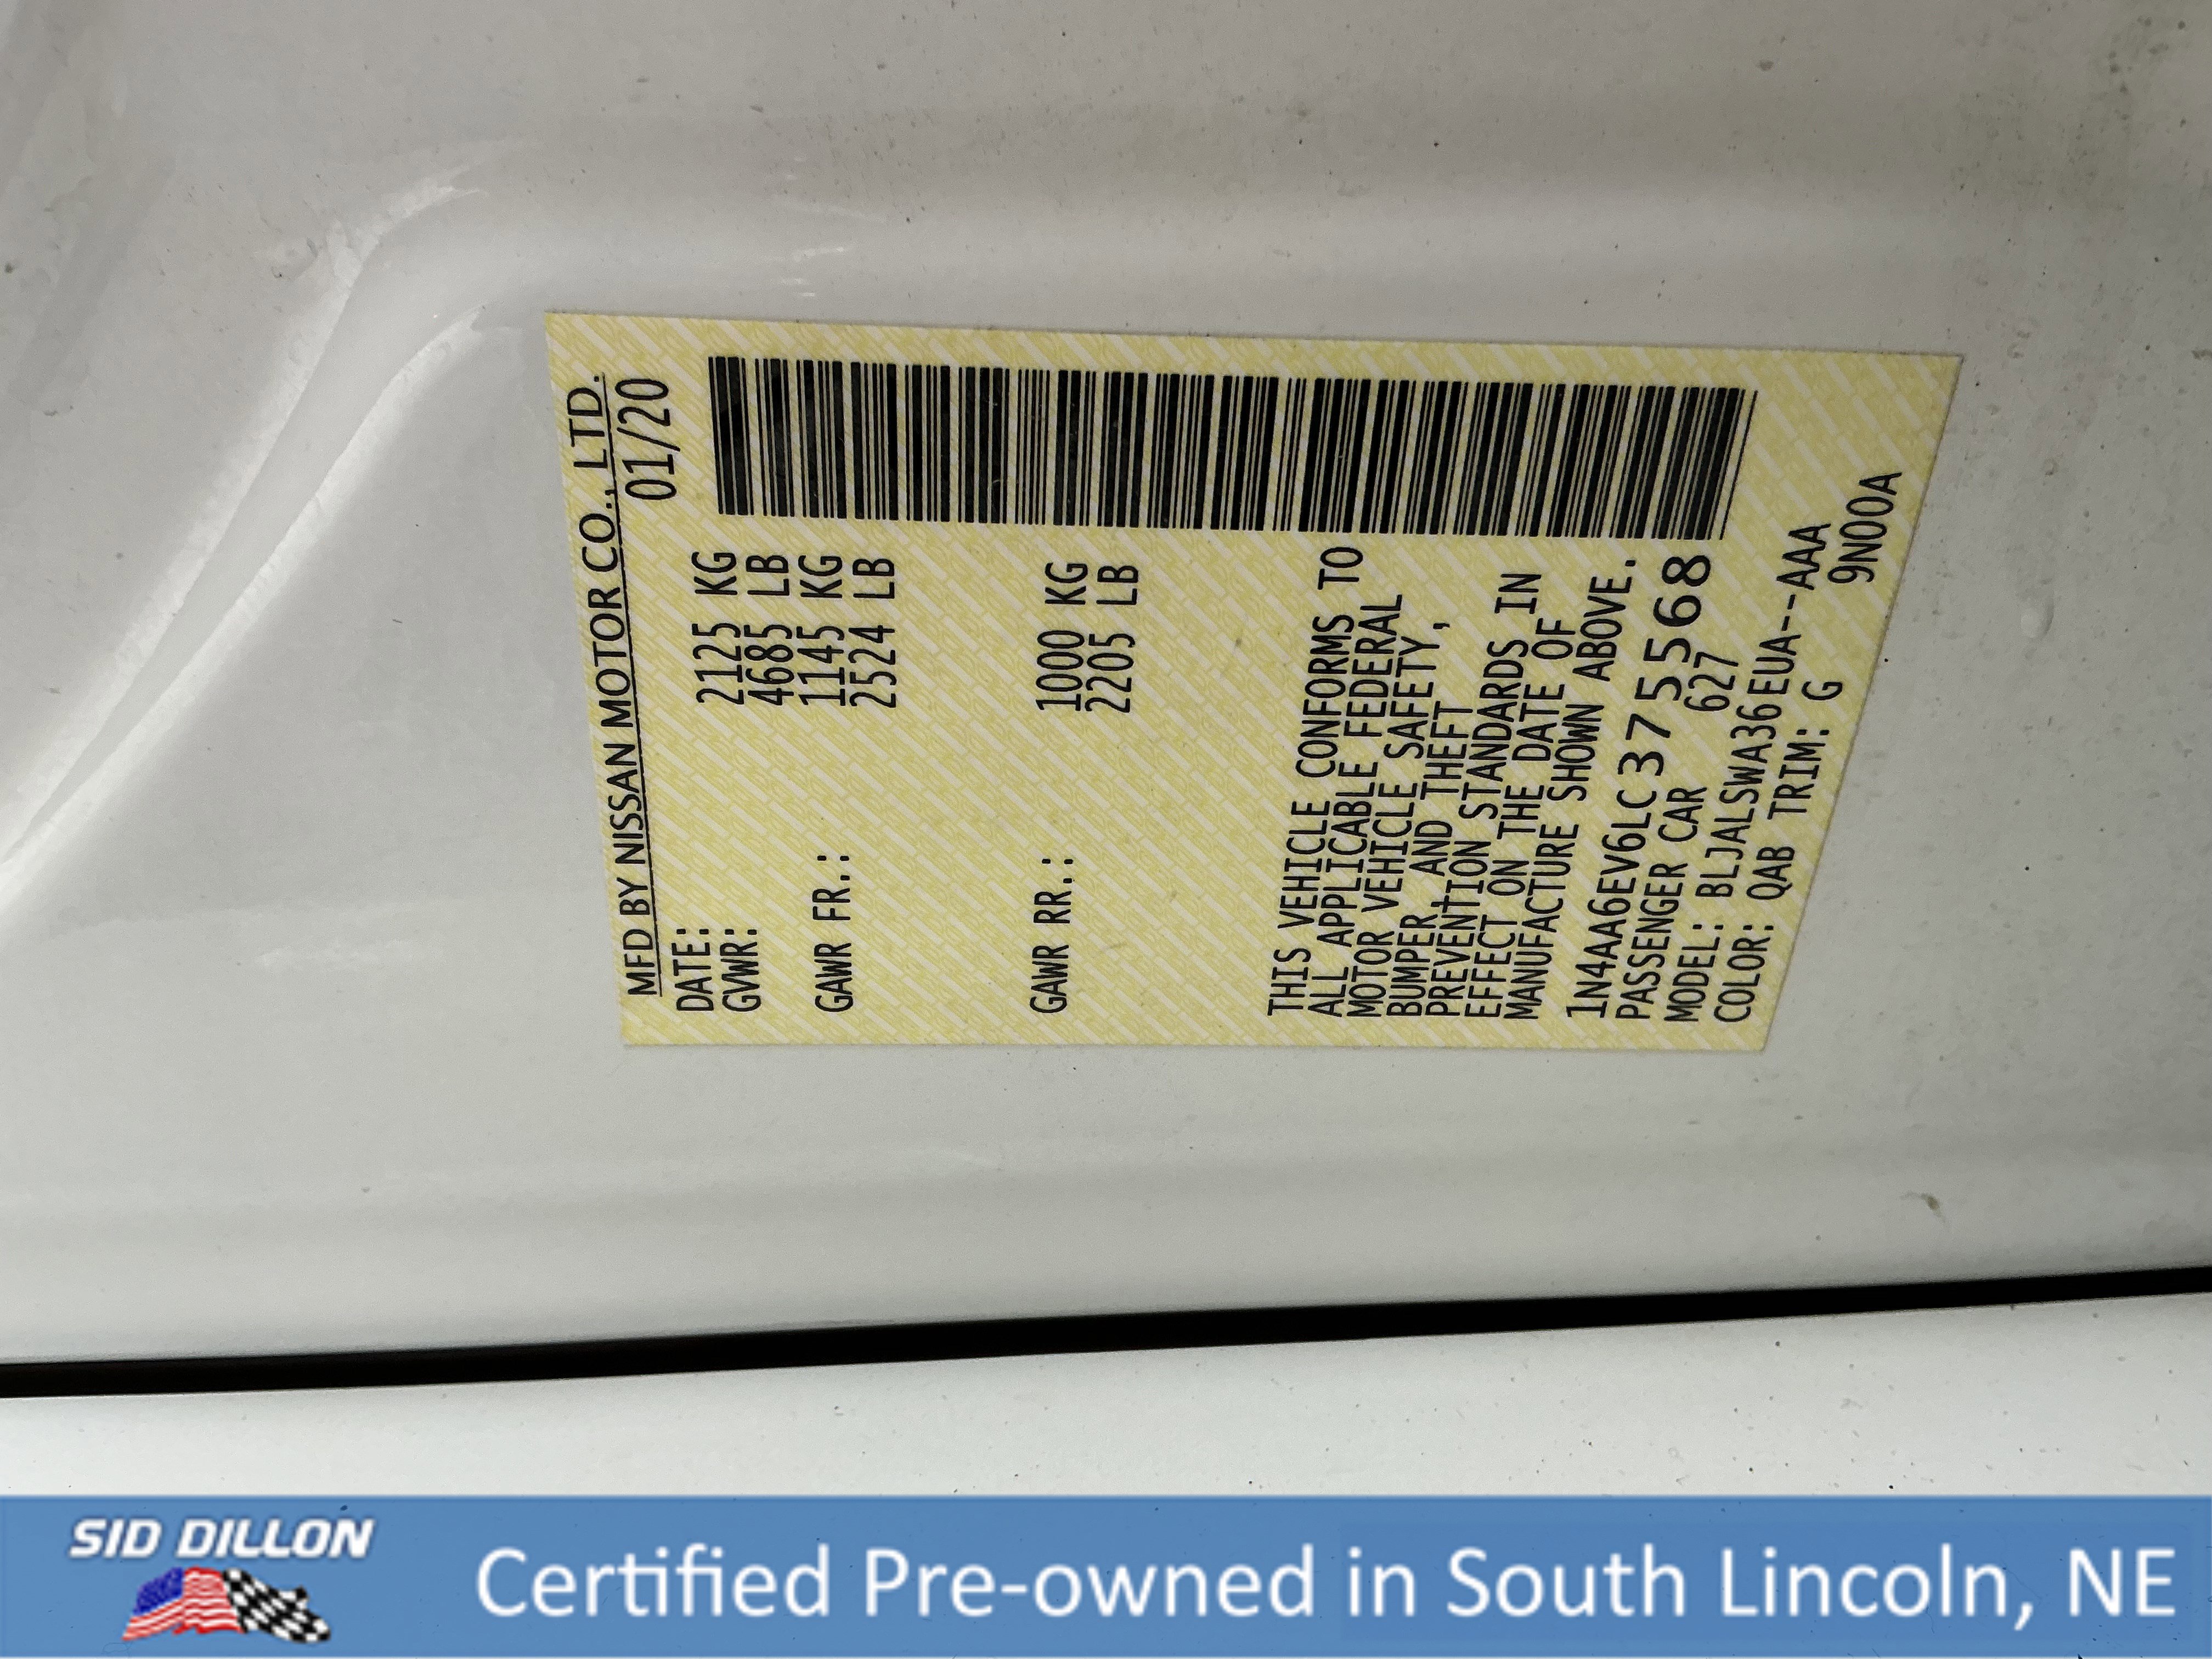 MFD BY NISSAN MOTOR CO., LTD.
DATE: 01/20
GVWR: 2125 KG
4685 LB
GAWR FR.: 1145 KG
2524 LB
GAWR RR.: 1000 KG
2205 LB
THIS VEHICLE CONFORMS TO
ALL APPLICABLE FEDERAL
MOTOR VEHICLE SAFETY,
BUMPER, AND THEFT
PREVENTION STANDARDS IN
EFFECT ON THE DATE OF
MANUFACTURE SHOWN ABOVE.
1N4AA6EV6LC375568
PASSENGER CAR 627
MODEL: BLJALSWA36EUA--AAA
COLOR: QAB TRIM: G 9N00A
SID DILLON
Certified Pre-owned in South Lincoln, NE